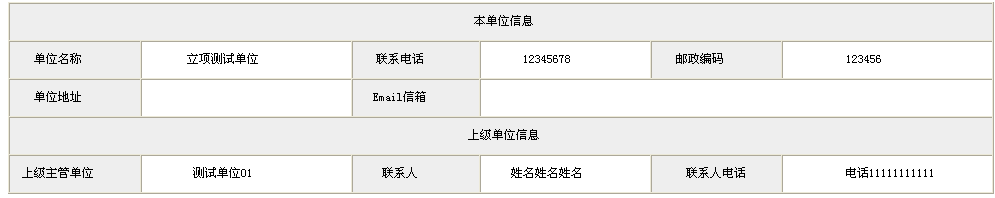 本单位信息
单位名称 立项测试单位 联系电话 12345678 邮政编码 123456
单位地址 Email信箱
上级单位信息
上级主管单位 测试单位01 联系人 姓名姓名姓名 联系人电话 电话11111111111